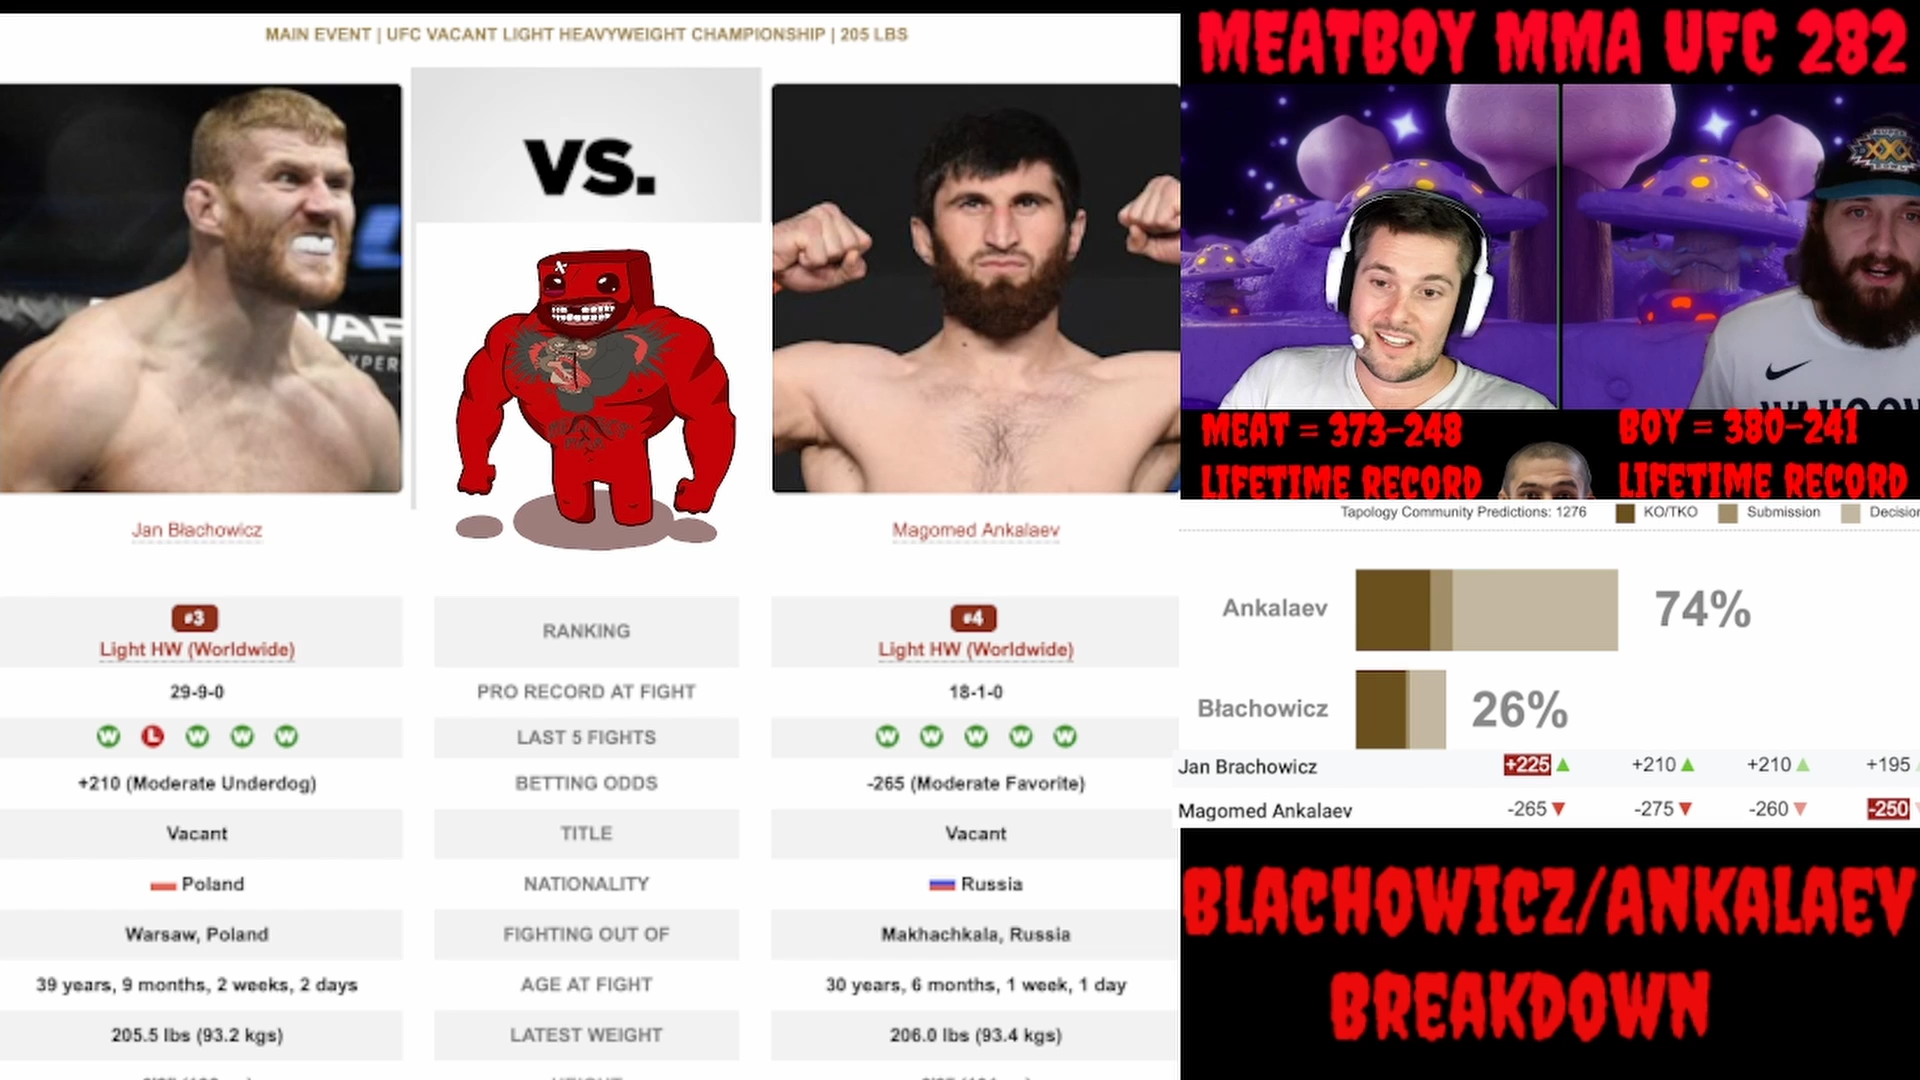 MAIN EVENT | UFC VACANT LIGHT HEAVYWEIGHT CHAMPIONSHIP | 205 LBS
VS.
Jan Błachowicz
Magomed Ankalaev
#3
Light HW (Worldwide)
RANKING
#4
Light HW (Worldwide)
29-9-0
PRO RECORD AT FIGHT
18-1-0
W L W W W
LAST 5 FIGHTS
W W W W W
+210 (Moderate Underdog)
BETTING ODDS
-265 (Moderate Favorite)
Vacant
TITLE
Vacant
Poland
NATIONALITY
Russia
Warsaw, Poland
FIGHTING OUT OF
Makhachkala, Russia
39 years, 9 months, 2 weeks, 2 days
AGE AT FIGHT
30 years, 6 months, 1 week, 1 day
205.5 lbs (93.2 kgs)
LATEST WEIGHT
206.0 lbs (93.4 kgs)
MEATBOY MMA UFC 282
SUPER
XXX
MEAT = 373-248
LIFETIME RECORD
BOY = 380-241
LIFETIME RECORD
Tapology Community Predictions: 1276
KO/TKO
Submission
Decision
Ankalaev
74%
Błachowicz
26%
Jan Brachowicz +225 +210 +210 +195
Magomed Ankalaev -265 -275 -260 -250
BLACHOWICZ/ANKALAEV
BREAKDOWN